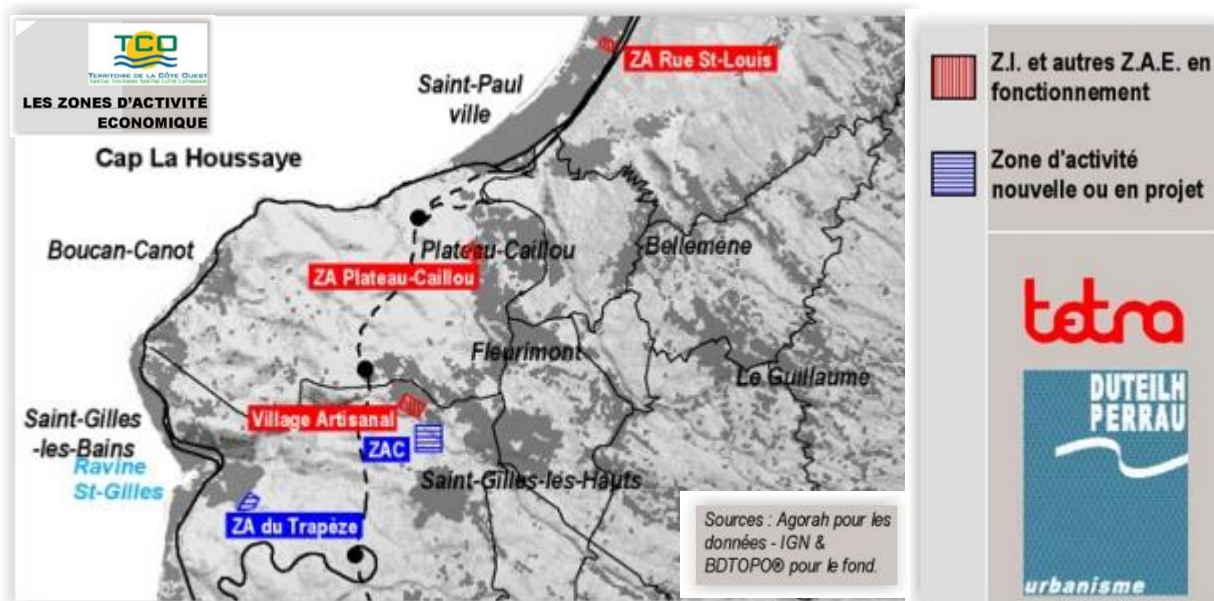 TCO
TERRITOIRE DE LA CÔTE OUEST
LES ZONES D'ACTIVITÉ
ECONOMIQUE
ZA Rue St-Louis
Saint-Paul
ville
Cap La Houssaye
Boucan-Canot
Plateau-Caillou
Bellemène
ZA Plateau-Caillou
Fleurimont
Le Guillaume
Saint-Gilles
-les-Bains
Village Artisanal
ZAC
Ravine
St-Gilles
Saint-Gilles-les-Hauts
ZA du Trapèze
Sources : Agorah pour les
données - IGN &
BDTOPO® pour le fond.
Z.I. et autres Z.A.E. en
fonctionnement
Zone d'activité
nouvelle ou en projet
tetra
DUTEILH
PERRAU
urbanisme